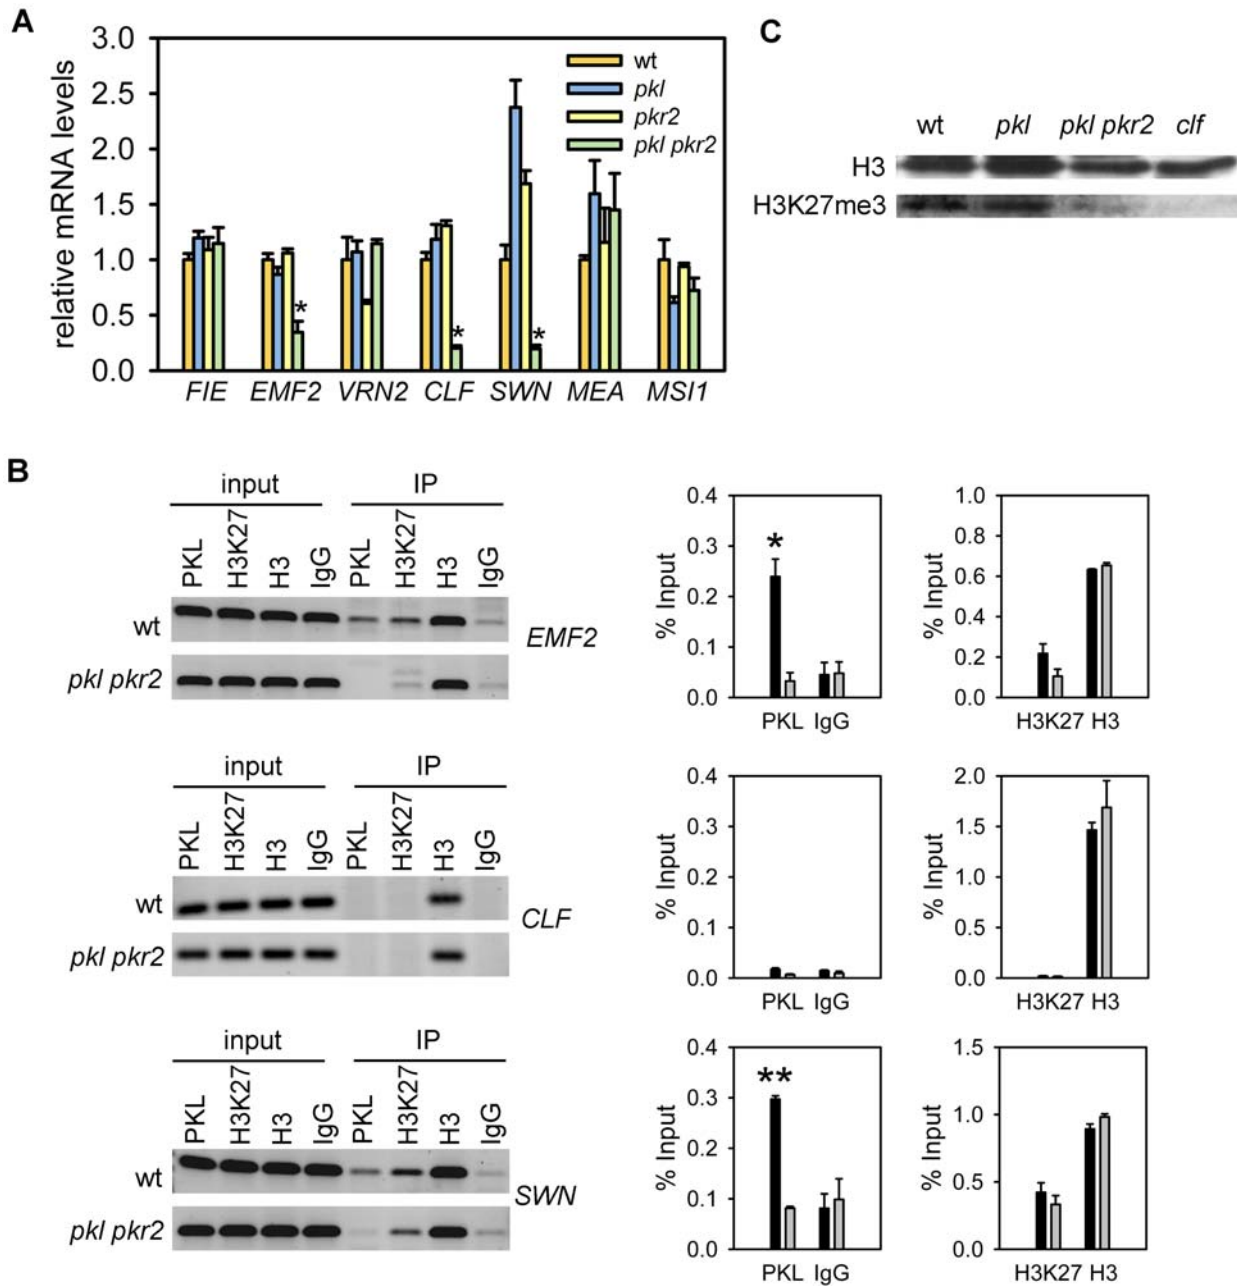 A
relative mRNA levels
3.0
2.5
2.0
1.5
1.0
0.5
0.0
wt
pkl
pkr2
pkl pkr2
*
*
*
FIE EMF2 VRN2 CLF SWN MEA MSI1
C
wt pkl pkl pkr2 clf
H3
H3K27me3
B
input IP
PKL H3K27 H3 IgG PKL H3K27 H3 IgG
wt
pkl pkr2
EMF2
% Input
0.4
0.3
0.2
0.1
0.0
*
PKL IgG
% Input
1.0
0.8
0.6
0.4
0.2
0.0
H3K27 H3
input IP
PKL H3K27 H3 IgG PKL H3K27 H3 IgG
wt
pkl pkr2
CLF
% Input
0.4
0.3
0.2
0.1
0.0
PKL IgG
% Input
2.0
1.5
1.0
0.5
0.0
H3K27 H3
input IP
PKL H3K27 H3 IgG PKL H3K27 H3 IgG
wt
pkl pkr2
SWN
% Input
0.4
0.3
0.2
0.1
0.0
**
PKL IgG
% Input
1.5
1.0
0.5
0.0
H3K27 H3